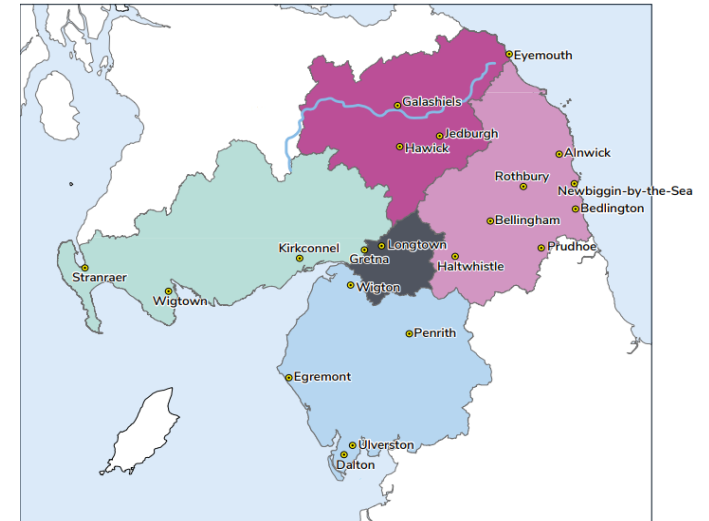 Eyemouth
Galashiels
Jedburgh
Hawick
Alnwick
Rothbury
Newbiggin-by-the-Sea
Bedlington
Bellingham
Longtown
Kirkconnel
Prudhoe
Gretna
Haltwhistle
Stranraer
Wigton
Wigtown
Penrith
Egremont
Ulverston
Dalton